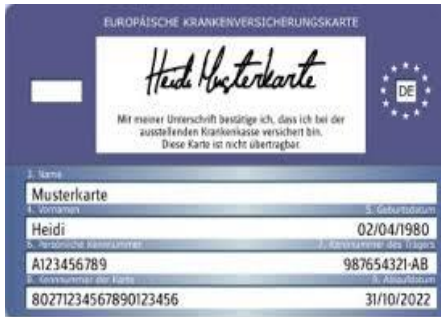 EUROPÄISCHE KRANKENVERSICHERUNGSKARTE
Heidi Musterkarte
DE
Mit meiner Unterschrift bestätige ich, dass ich bei der
ausstellenden Krankenkasse versichert bin.
Diese Karte ist nicht übertragbar.
3. Name
Musterkarte
4. Vornamen 5. Geburtsdatum
Heidi 02/04/1980
6. Persönliche Kennnummer 7. Kennnummer des Trägers
A123456789 987654321-AB
8. Kennnummer der Karte 9. Ablaufdatum
80271234567890123456 31/10/2022